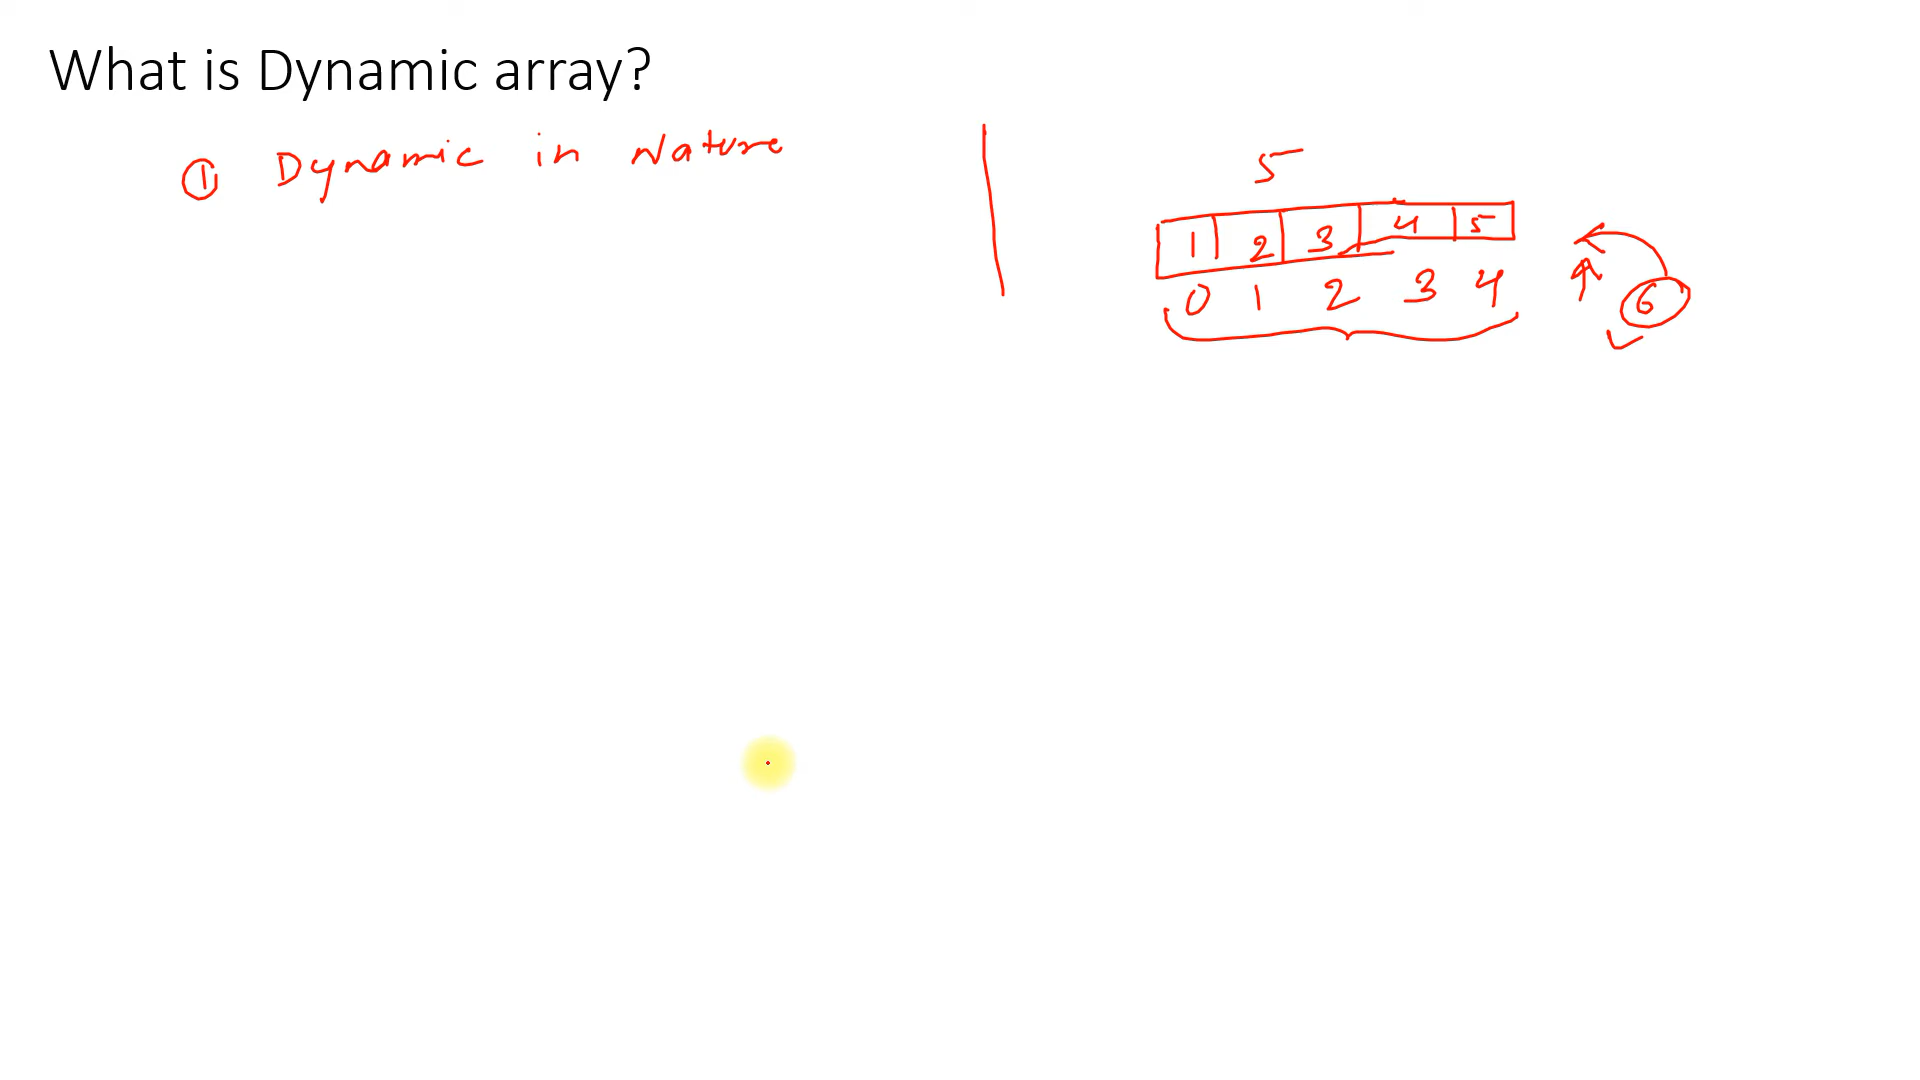 What is Dynamic array?
① Dynamic in Nature
5
1 2 3 4 5
0 1 2 3 4
6